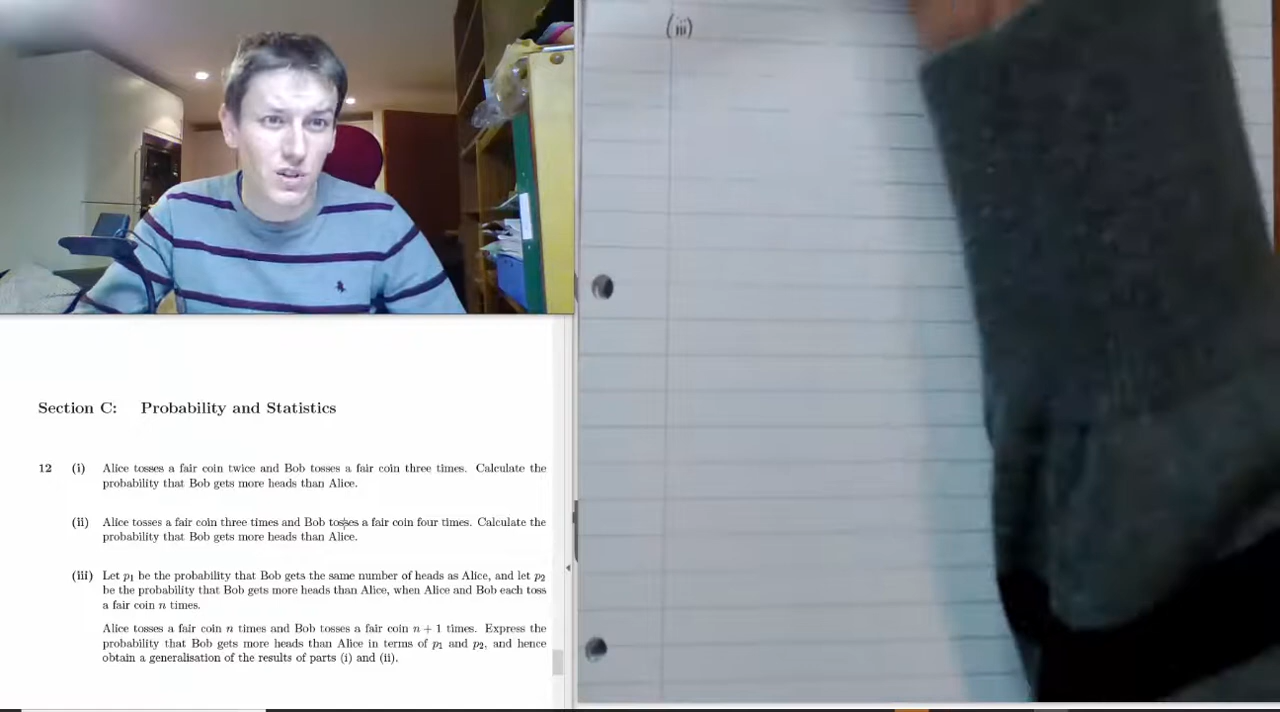 (iii)
Section C: Probability and Statistics
12 (i) Alice tosses a fair coin twice and Bob tosses a fair coin three times. Calculate the
probability that Bob gets more heads than Alice.
(ii) Alice tosses a fair coin three times and Bob tosses a fair coin four times. Calculate the
probability that Bob gets more heads than Alice.
(iii) Let p₁ be the probability that Bob gets the same number of heads as Alice, and let p₂
be the probability that Bob gets more heads than Alice, when Alice and Bob each toss
a fair coin n times.
Alice tosses a fair coin n times and Bob tosses a fair coin n + 1 times. Express the
probability that Bob gets more heads than Alice in terms of p₁ and p₂, and hence
obtain a generalisation of the results of parts (i) and (ii).